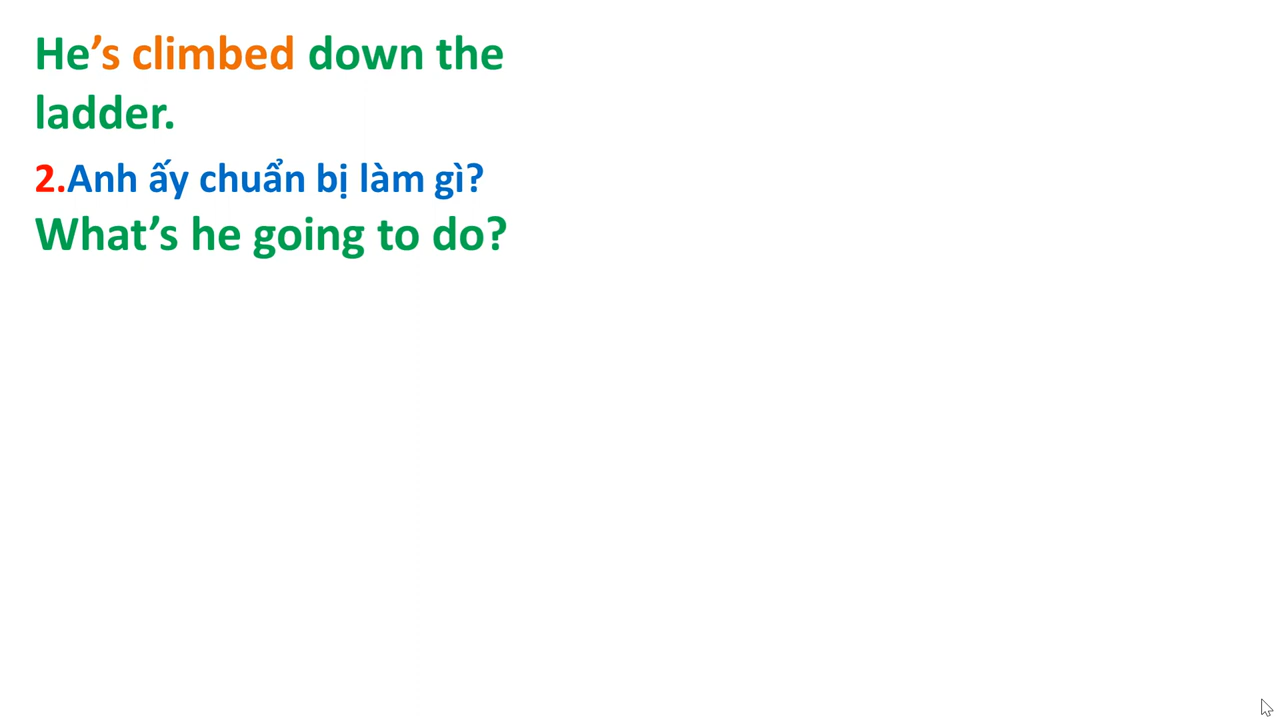 He’s climbed down the
ladder.
2.Anh ấy chuẩn bị làm gì?
What’s he going to do?